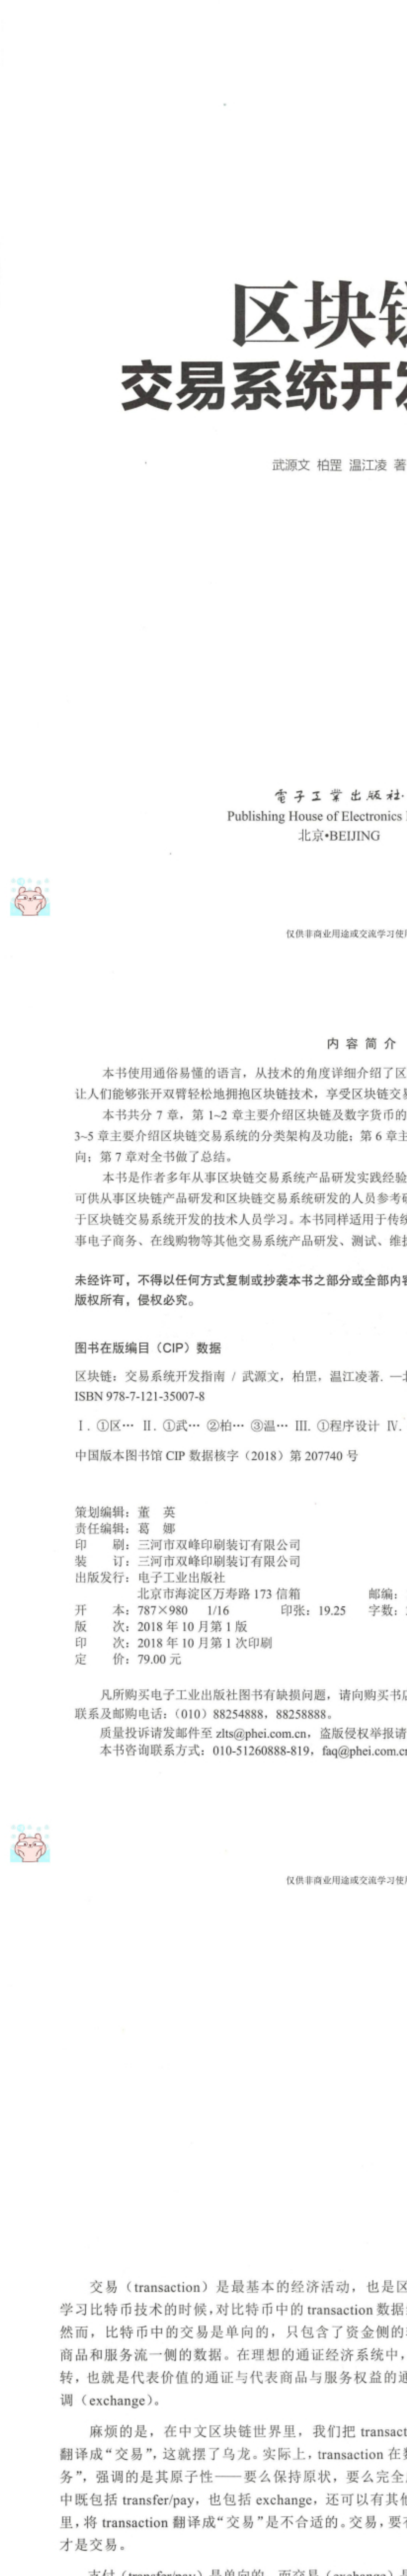 区块
交易系统开
武源文 柏罡 温江凌 著
電子工業出版社
Publishing House of Electronics
北京•BEIJING
仅供非商业用途或交流学习使
内 容 简 介
本书使用通俗易懂的语言，从技术的角度详细介绍了区
让人们能够张开双臂轻松地拥抱区块链技术，享受区块链交
本书共分 7 章，第 1~2 章主要介绍区块链及数字货币的
3~5 章主要介绍区块链交易系统的分类架构及功能；第 6 章主
向；第 7 章对全书做了总结。
本书是作者多年从事区块链交易系统产品研发实践经验
可供从事区块链产品研发和区块链交易系统研发的人员参考
于区块链交易系统开发的技术人员学习。本书同样适用于传统
事电子商务、在线购物等其他交易系统产品研发、测试、维
未经许可，不得以任何方式复制或抄袭本书之部分或全部内
版权所有，侵权必究。
图书在版编目（CIP）数据
区块链：交易系统开发指南 / 武源文，柏罡，温江凌著. —
ISBN 978-7-121-35007-8
Ⅰ. ①区… Ⅱ. ①武… ②柏… ③温… Ⅲ. ①程序设计 Ⅳ.
中国版本图书馆 CIP 数据核字（2018）第 207740 号
策划编辑：董 英
责任编辑：葛 娜
印 刷：三河市双峰印刷装订有限公司
装 订：三河市双峰印刷装订有限公司
出版发行：电子工业出版社
北京市海淀区万寿路 173 信箱 邮编：
开 本：787×980 1/16 印张：19.25 字数：
版 次：2018 年 10 月第 1 版
印 次：2018 年 10 月第 1 次印刷
定 价：79.00 元
凡所购买电子工业出版社图书有缺损问题，请向购买书店
联系及邮购电话：（010）88254888，88258888。
质量投诉请发邮件至 zlts@phei.com.cn，盗版侵权举报请
本书咨询联系方式：010-51260888-819，faq@phei.com.cn
仅供非商业用途或交流学习使
交易（transaction）是最基本的经济活动，也是区
学习比特币技术的时候，对比特币中的 transaction 数据
然而，比特币中的交易是单向的，只包含了资金侧的
商品和服务流一侧的数据。在理想的通证经济系统中，
转，也就是代表价值的通证与代表商品与服务权益的通
调（exchange）。
麻烦的是，在中文区块链世界里，我们把 transact
翻译成“交易”，这就摆了乌龙。实际上，transaction 在
务”，强调的是其原子性——要么保持原状，要么完全
中既包括 transfer/pay，也包括 exchange，还可以有其他
里，将 transaction 翻译成“交易”是不合适的。交易，要
才是交易。
支付（transfer/pay）是单向的，而交易（exchange）是